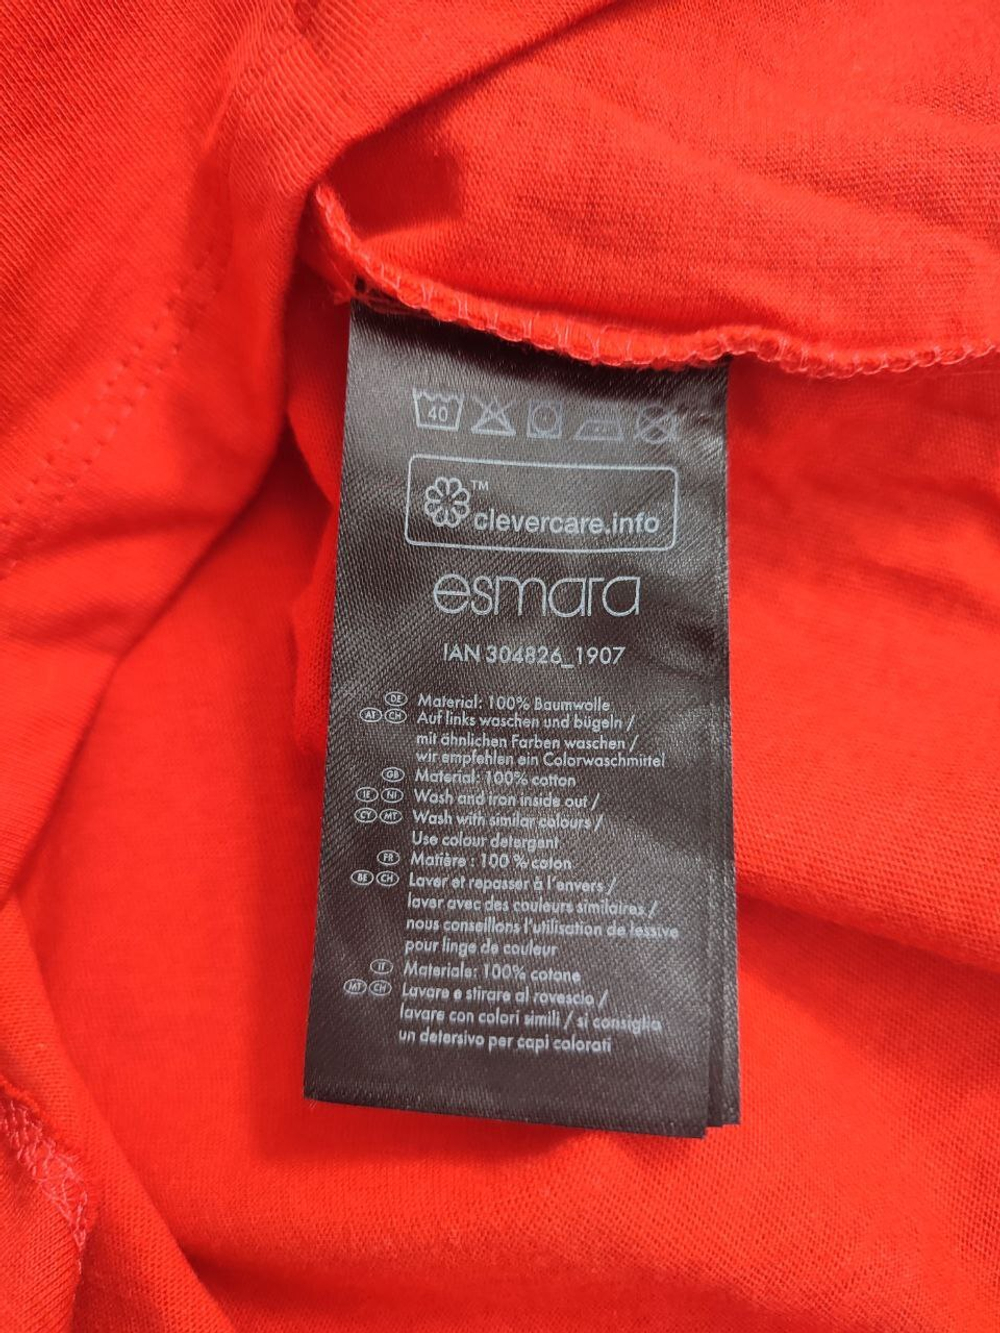 40
™
clevercare.info
esmara
IAN 304826_1907
DE Material: 100% Baumwolle
AT CH Auf links waschen und bügeln /
mit ähnlichen Farben waschen /
wir empfehlen ein Colorwaschmittel
GB Material: 100% cotton
IE NI Wash and iron inside out /
CY MT Wash with similar colours /
Use colour detergent
FR Matière : 100 % coton
BE CH Laver et repasser à l'envers /
laver avec des couleurs similaires /
nous conseillons l'utilisation de lessive
pour linge de couleur
IT Materiale: 100% cotone
MT CH Lavare e stirare al rovescio /
lavare con colori simili / si consiglia
un detersivo per capi colorati